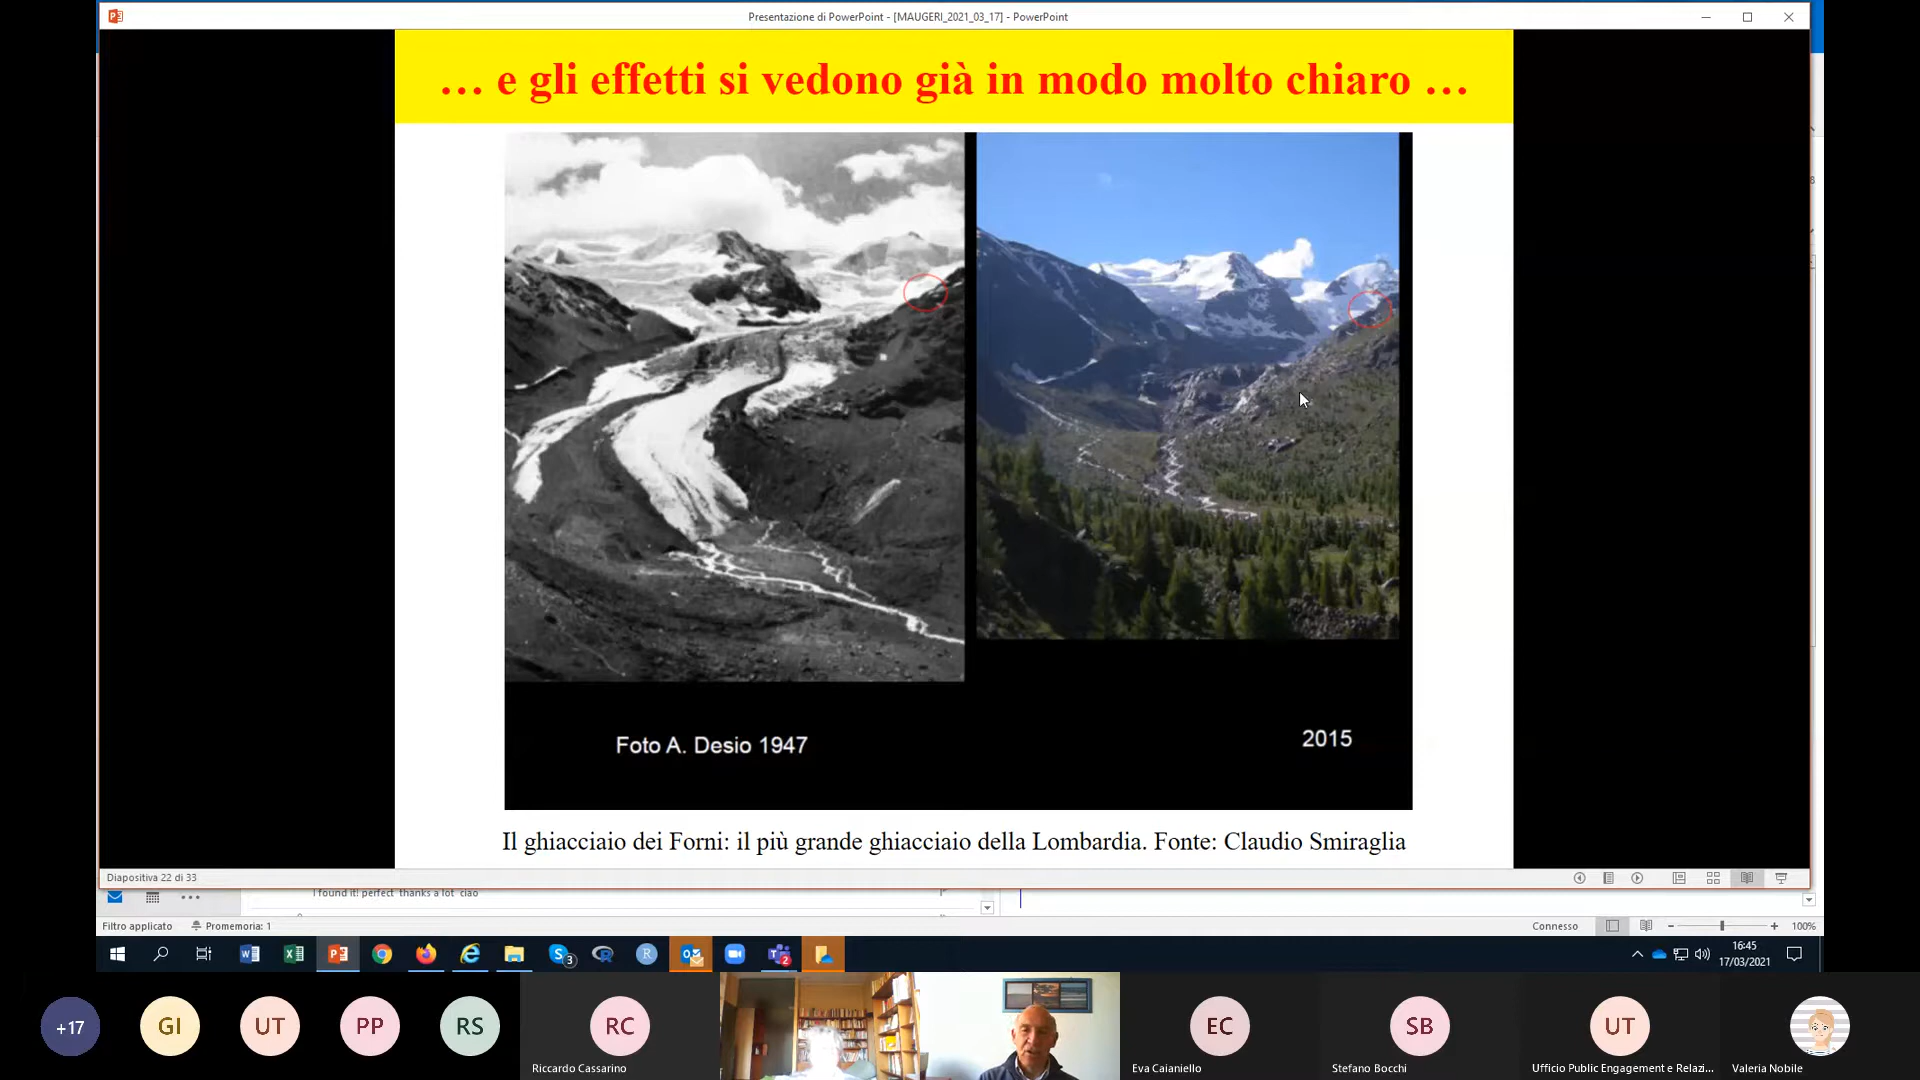 Presentazione di PowerPoint - [MAUGERI_2021_03_17] - PowerPoint
… e gli effetti si vedono già in modo molto chiaro …
Foto A. Desio 1947
2015
Il ghiacciaio dei Forni: il più grande ghiacciaio della Lombardia. Fonte: Claudio Smiraglia
Diapositiva 22 di 33
I found it! perfect thanks a lot ciao
Filtro applicato
Promemoria: 1
Connesso
100%
3
2
16:45
17/03/2021
+17
GI
UT
PP
RS
RC
Riccardo Cassarino
EC
Eva Caianiello
SB
Stefano Bocchi
UT
Ufficio Public Engagement e Relazi...
Valeria Nobile